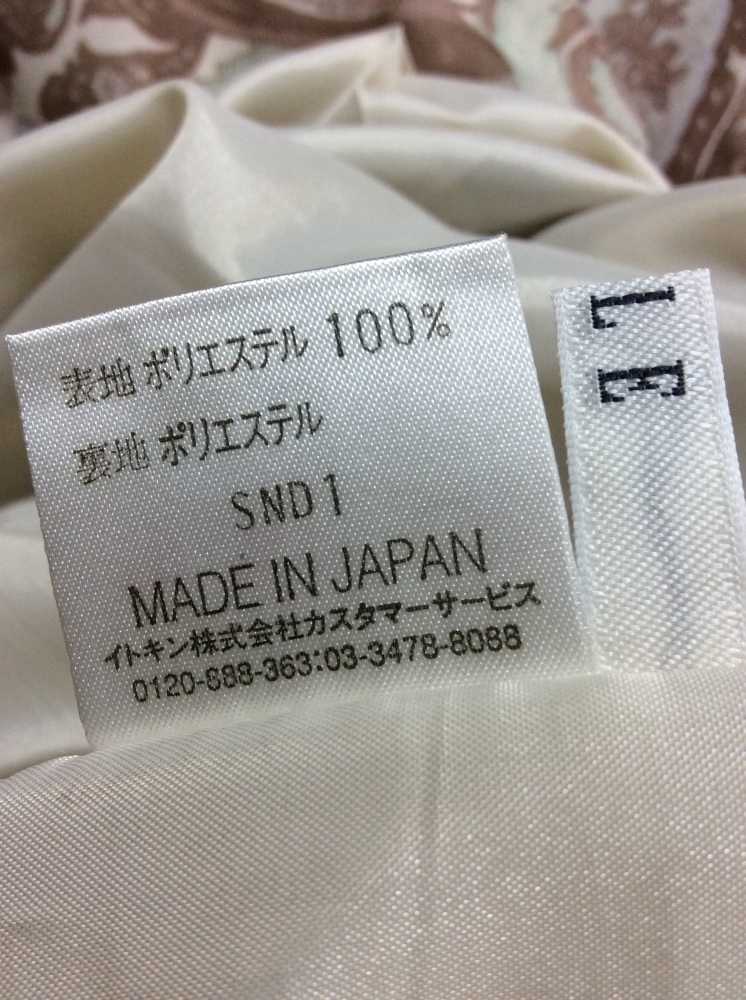 表地 ポリエステル 100%
裏地 ポリエステル
SND1
MADE IN JAPAN
イトキン株式会社カスタマーサービス
0120-888-363:03-3478-8088
L E